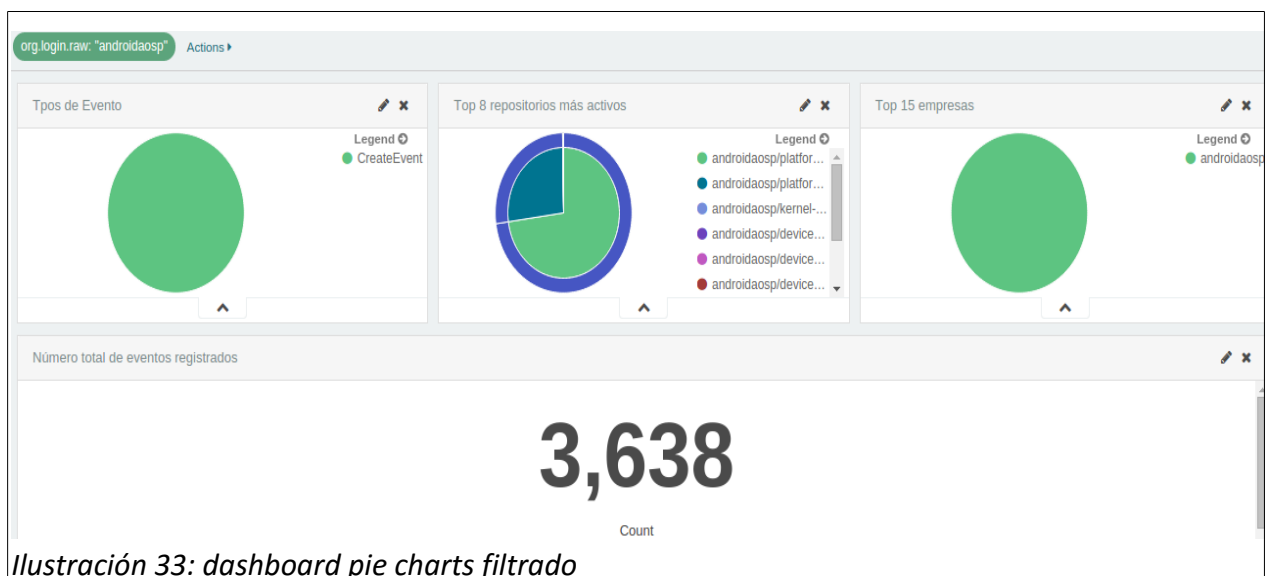 org.login.raw: "androidaosp" Actions
Tpos de Evento
Legend
CreateEvent
Top 8 repositorios más activos
Legend
androidaosp/platfor...
androidaosp/platfor...
androidaosp/kernel-...
androidaosp/device...
androidaosp/device...
androidaosp/device...
Top 15 empresas
Legend
androidaosp
Número total de eventos registrados
3,638
Count
Ilustración 33: dashboard pie charts filtrado